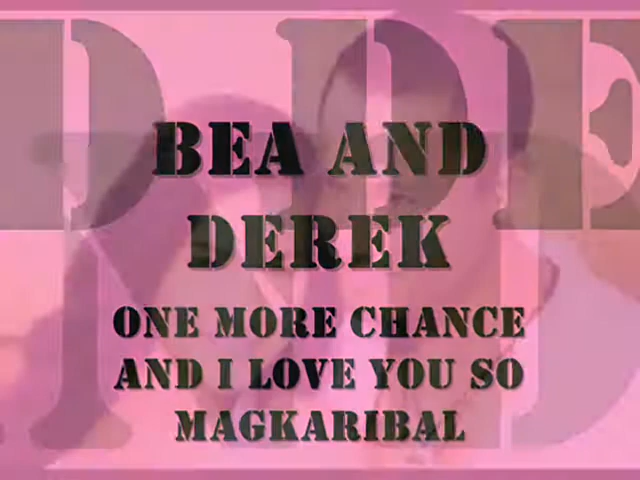 BEA AND
DEREK
ONE MORE CHANCE
AND I LOVE YOU SO
MAGKARIBAL